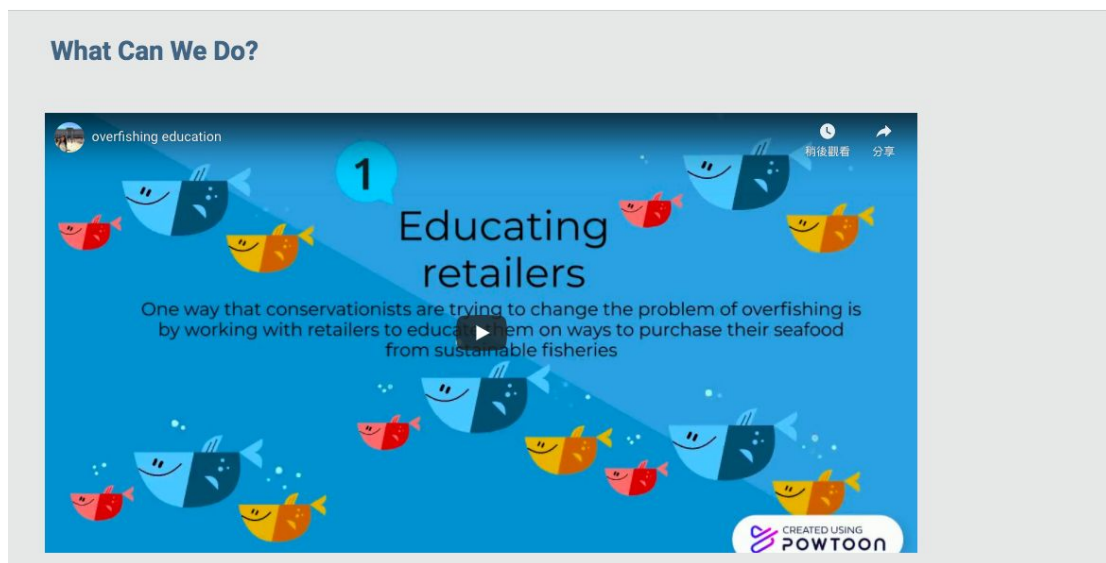 What Can We Do?
overfishing education
稍後觀看
分享
1
Educating
retailers
One way that conservationists are trying to change the problem of overfishing is
by working with retailers to educate them on ways to purchase their seafood
from sustainable fisheries
CREATED USING
POWTOON